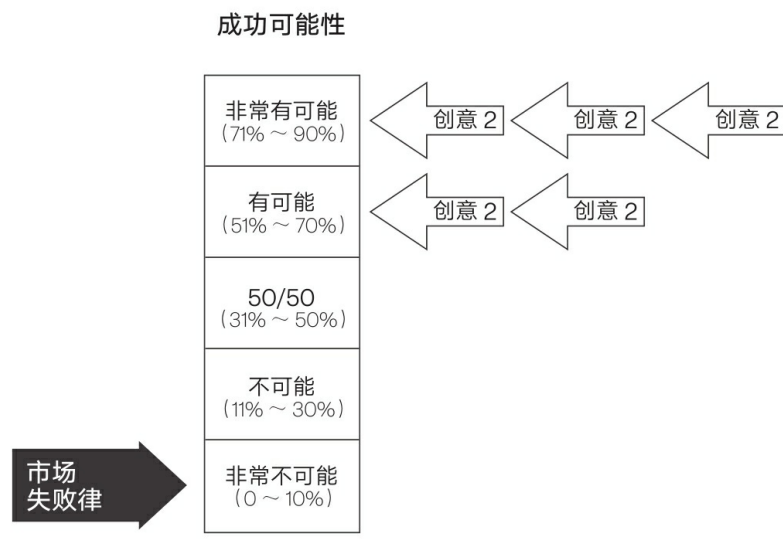 成功可能性
非常有可能
(71% ~ 90%)
创意 2
创意 2
创意 2
有可能
(51% ~ 70%)
创意 2
创意 2
50/50
(31% ~ 50%)
不可能
(11% ~ 30%)
市场
失败律
非常不可能
(0 ~ 10%)